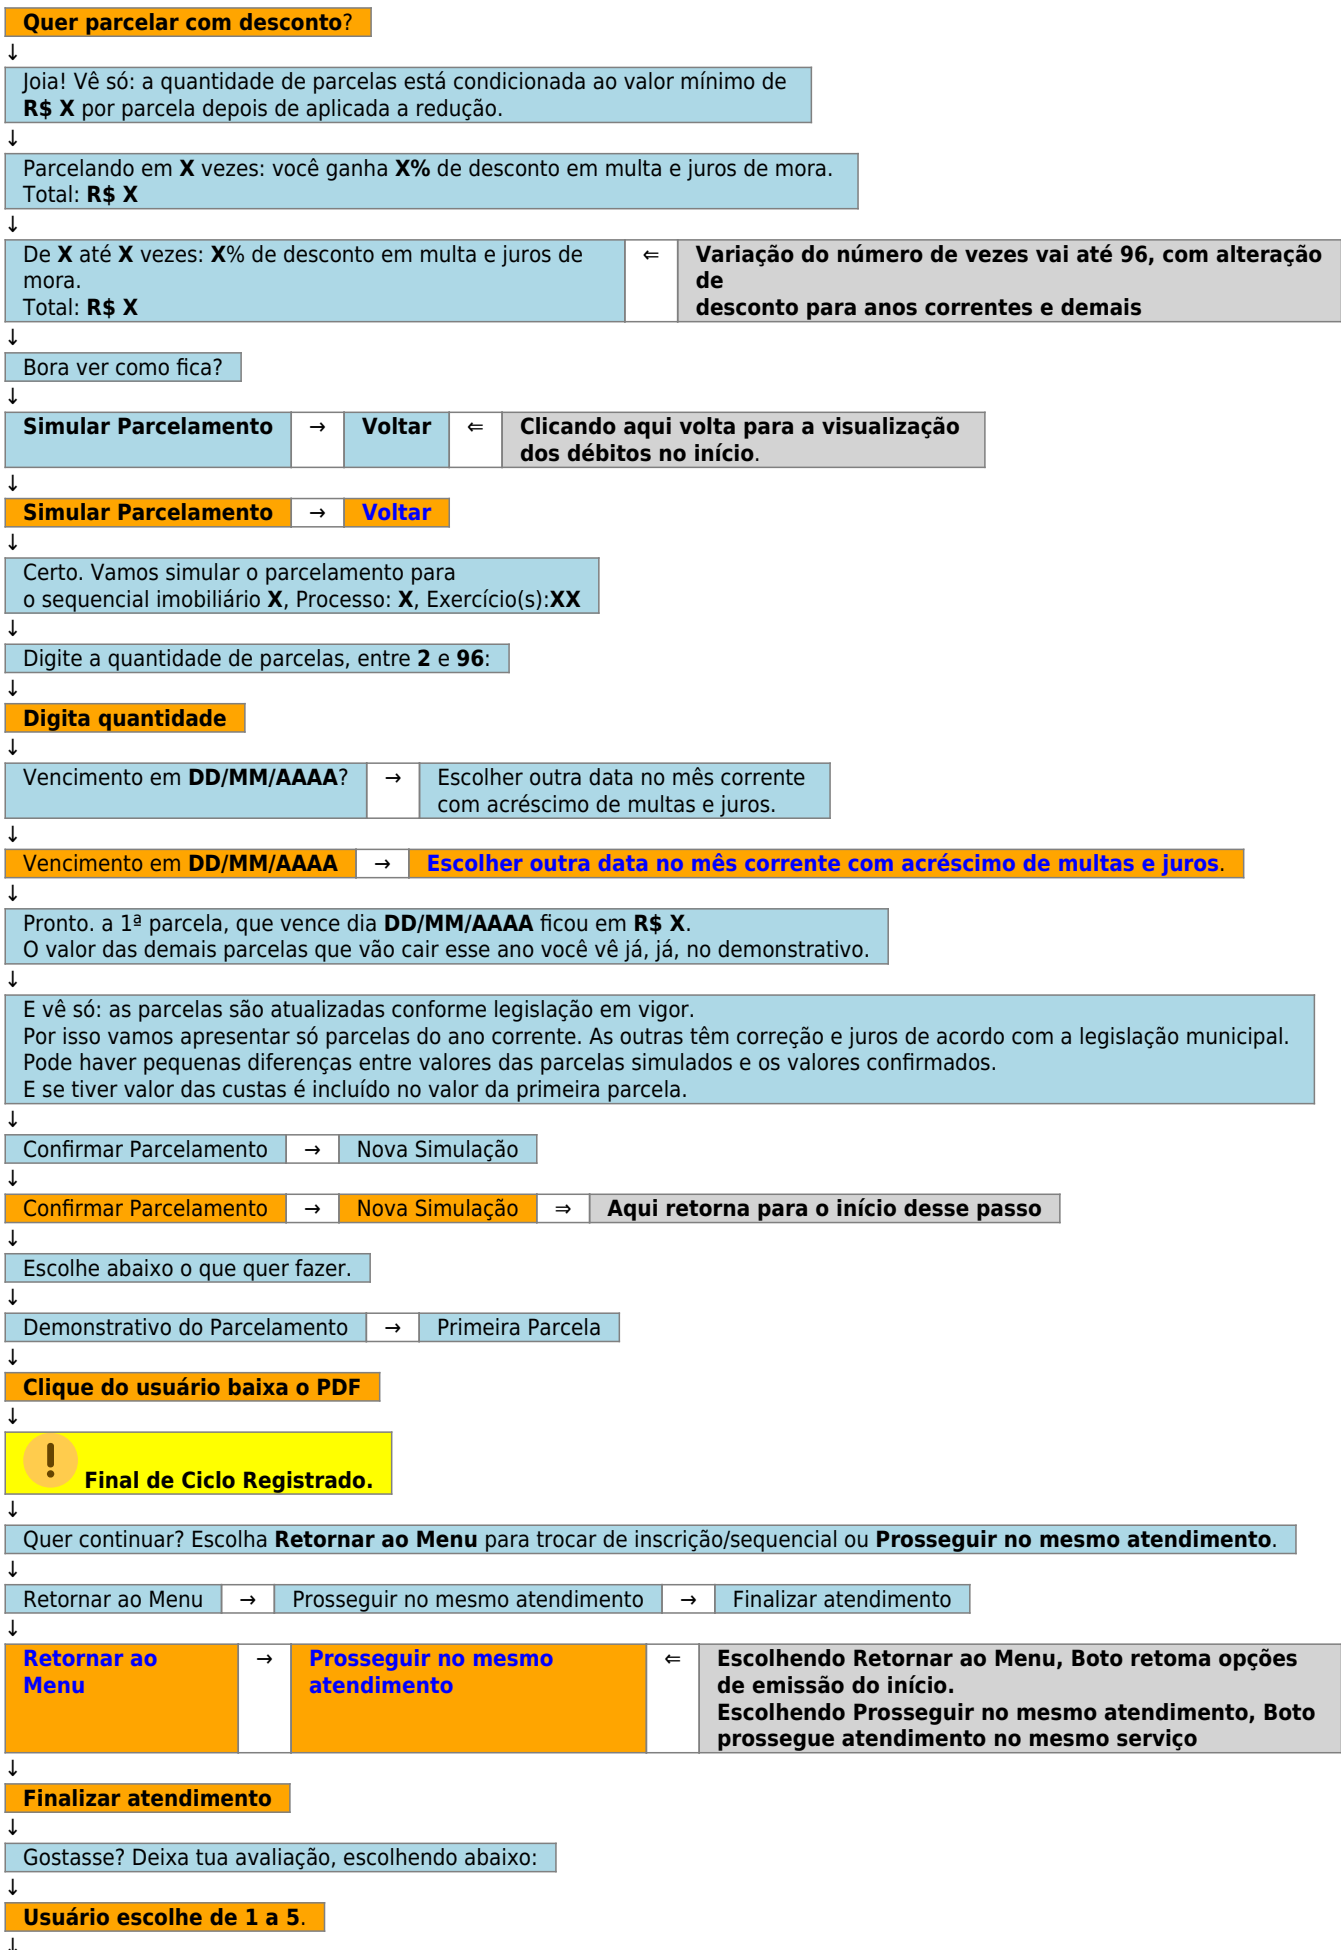 Quer parcelar com desconto?
↓
Joia! Vê só: a quantidade de parcelas está condicionada ao valor mínimo de
R$ X por parcela depois de aplicada a redução.
↓
Parcelando em X vezes: você ganha X% de desconto em multa e juros de mora.
Total: R$ X
↓
De X até X vezes: X% de desconto em multa e juros de
mora.
Total: R$ X
⇐
Variação do número de vezes vai até 96, com alteração
de
desconto para anos correntes e demais
↓
Bora ver como fica?
↓
Simular Parcelamento → Voltar ⇐ Clicando aqui volta para a visualização
dos débitos no início.
↓
Simular Parcelamento → Voltar
↓
Certo. Vamos simular o parcelamento para
o sequencial imobiliário X, Processo: X, Exercício(s):XX
↓
Digite a quantidade de parcelas, entre 2 e 96:
↓
Digita quantidade
↓
Vencimento em DD/MM/AAAA? → Escolher outra data no mês corrente
com acréscimo de multas e juros.
↓
Vencimento em DD/MM/AAAA → Escolher outra data no mês corrente com acréscimo de multas e juros.
↓
Pronto. a 1ª parcela, que vence dia DD/MM/AAAA ficou em R$ X.
O valor das demais parcelas que vão cair esse ano você vê já, já, no demonstrativo.
↓
E vê só: as parcelas são atualizadas conforme legislação em vigor.
Por isso vamos apresentar só parcelas do ano corrente. As outras têm correção e juros de acordo com a legislação municipal.
Pode haver pequenas diferenças entre valores das parcelas simulados e os valores confirmados.
E se tiver valor das custas é incluído no valor da primeira parcela.
↓
Confirmar Parcelamento → Nova Simulação
↓
Confirmar Parcelamento → Nova Simulação ⇒ Aqui retorna para o início desse passo
↓
Escolhe abaixo o que quer fazer.
↓
Demonstrativo do Parcelamento → Primeira Parcela
↓
Clique do usuário baixa o PDF
↓
! Final de Ciclo Registrado.
↓
Quer continuar? Escolha Retornar ao Menu para trocar de inscrição/sequencial ou Prosseguir no mesmo atendimento.
↓
Retornar ao Menu → Prosseguir no mesmo atendimento → Finalizar atendimento
↓
Retornar ao
Menu
→
Prosseguir no mesmo
atendimento
⇐
Escolhendo Retornar ao Menu, Boto retoma opções
de emissão do início.
Escolhendo Prosseguir no mesmo atendimento, Boto
prossegue atendimento no mesmo serviço
↓
Finalizar atendimento
↓
Gostasse? Deixa tua avaliação, escolhendo abaixo:
↓
Usuário escolhe de 1 a 5.
↓